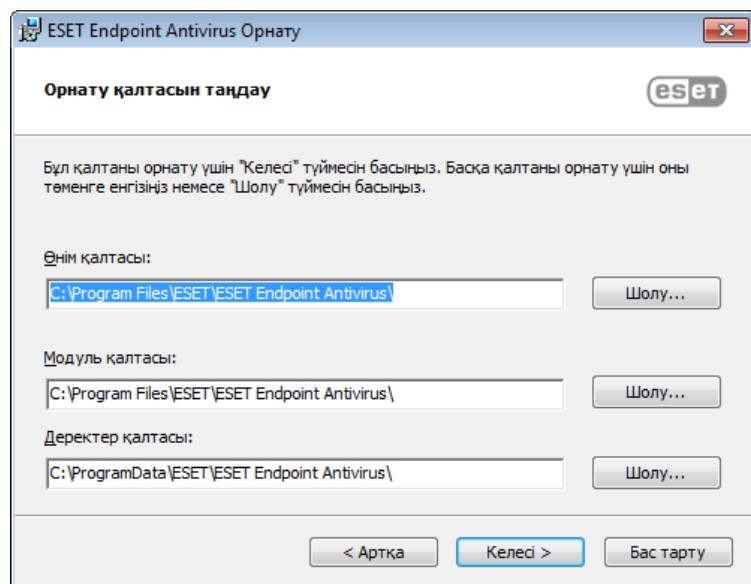 ESET Endpoint Antivirus Орнату
Орнату қалтасын таңдау
eset
Бұл қалтаны орнату үшін "Келесі" түймесін басыңыз. Басқа қалтаны орнату үшін оны
төменге енгізіңіз немесе "Шолу" түймесін басыңыз.
Өнім қалтасы:
C:\Program Files\ESET\ESET Endpoint Antivirus\
Шолу...
Модуль қалтасы:
C:\Program Files\ESET\ESET Endpoint Antivirus\
Шолу...
Деректер қалтасы:
C:\ProgramData\ESET\ESET Endpoint Antivirus\
Шолу...
< Артқа
Келесі >
Бас тарту